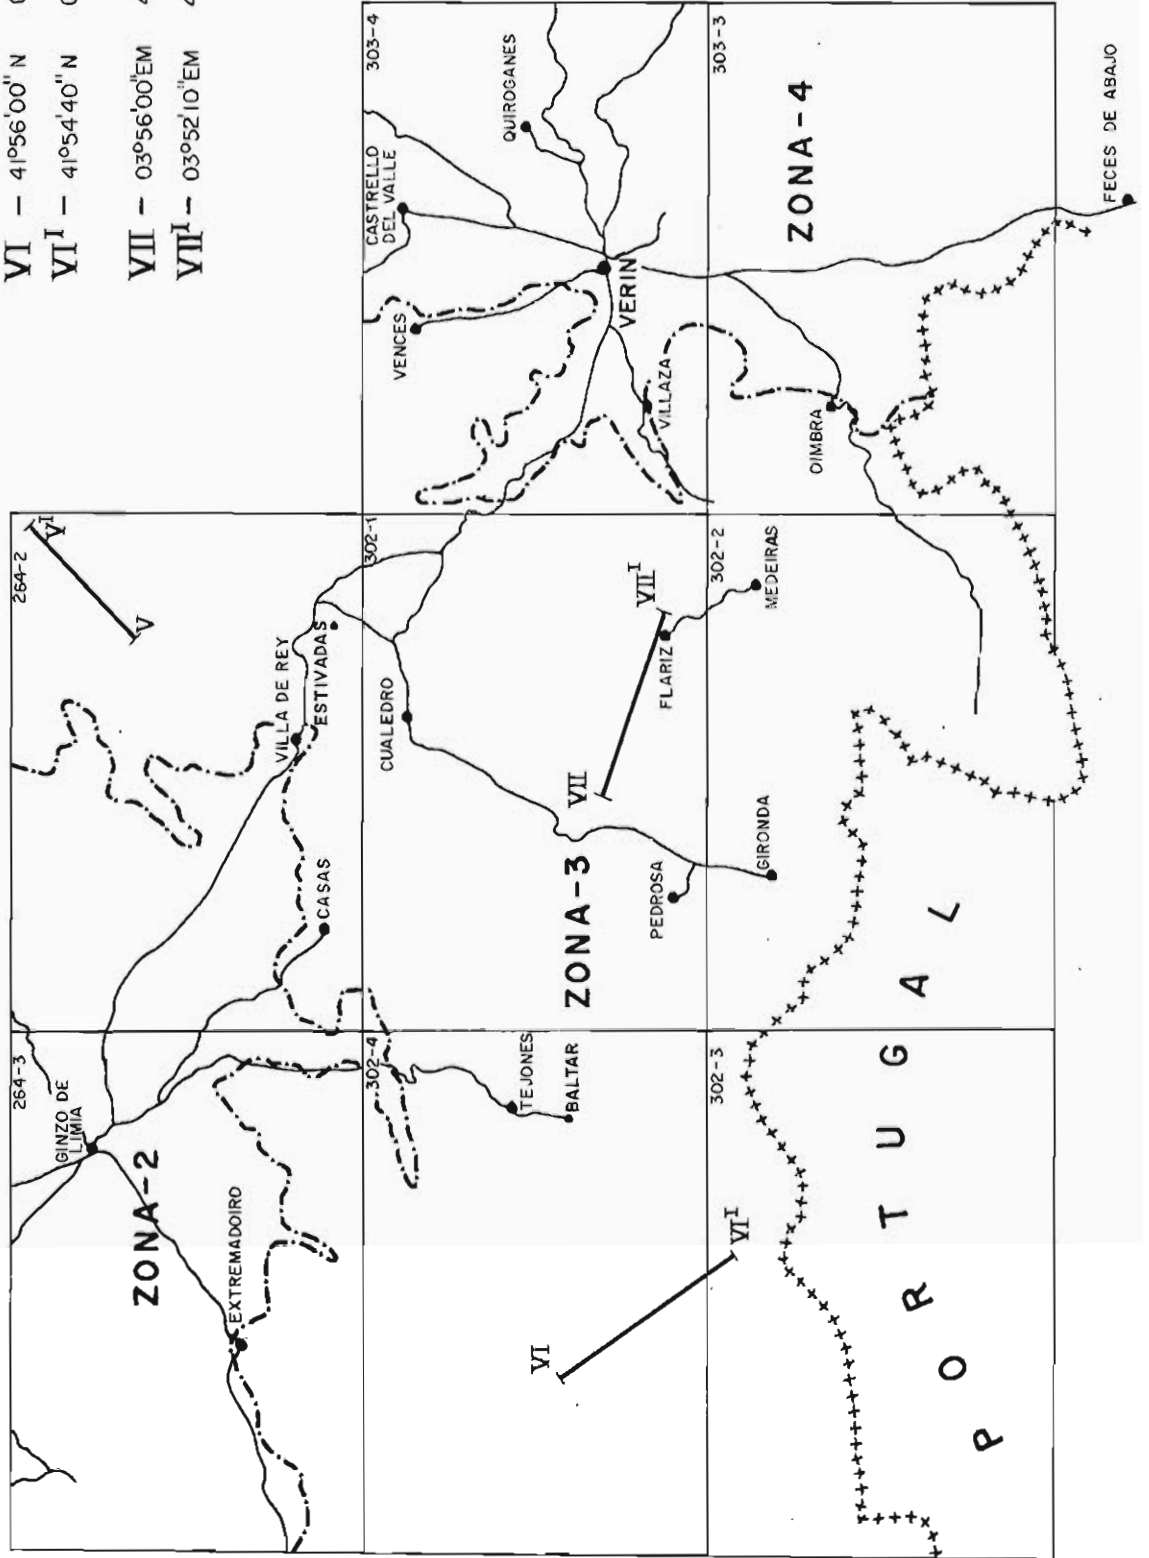 VI – 41°56'00" N
VIᴵ – 41°54'40" N
VII – 03°56'00"EM
VIIᴵ – 03°52'10"EM
264-3
264-2
GINZO DE
LIMIA
Vᴵ
V
ZONA-2
EXTREMADOIRO
VILLA DE REY
ESTIVADAS
CASAS
302-4
302-1
303-4
CASTRELLO
DEL VALLE
CUALEDRO
VENCES
QUIROGANES
TEJONES
BALTAR
VI
ZONA-3
VII
VERIN
VIIᴵ
PEDROSA
FLARIZ
VILLAZA
302-3
302-2
303-3
VIᴵ
GIRONDA
MEDEIRAS
ZONA-4
OIMBRA
PORTUGAL
FECES DE ABAJO